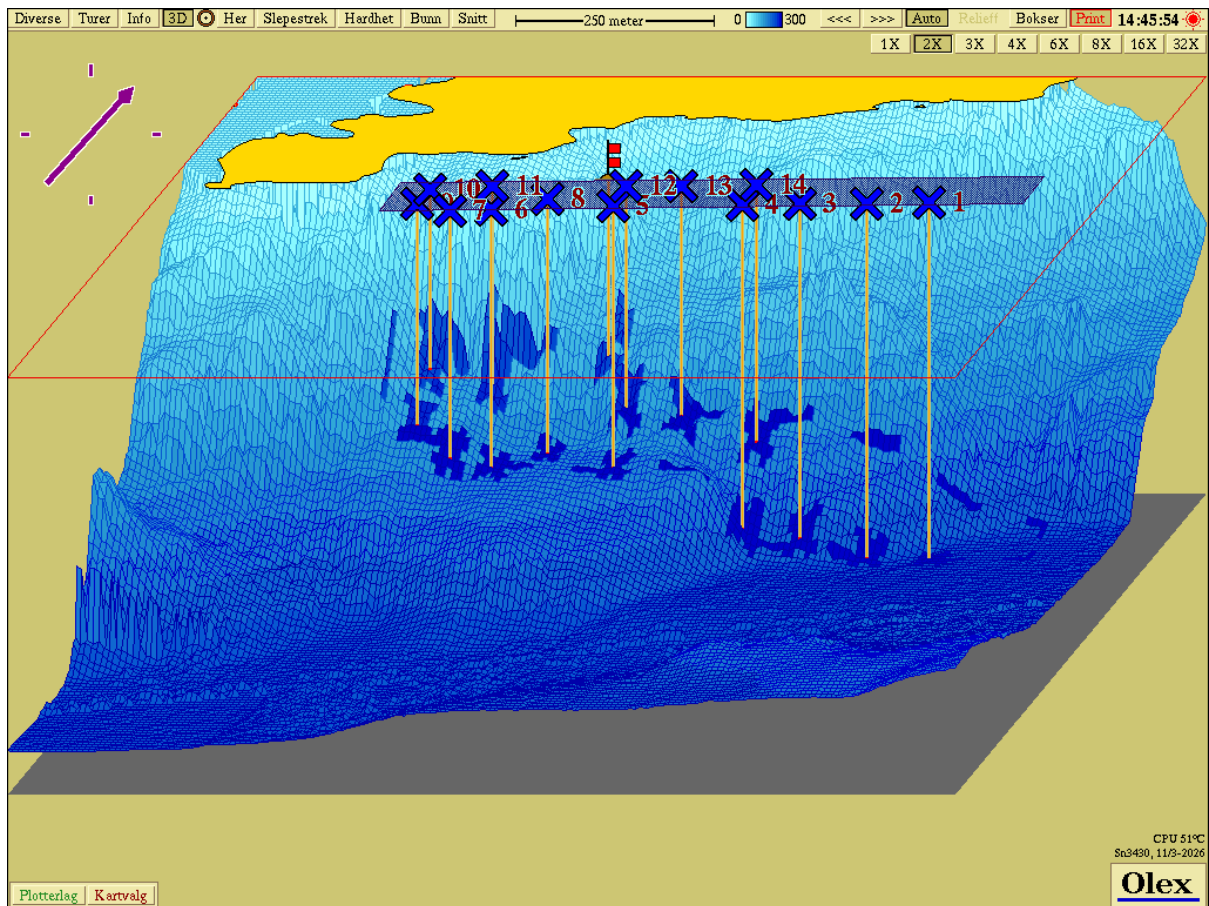 Diverse Turer Info 3D Her Slepestrek Hardhet Bunn Snitt 250 meter 0 300 <<< >>> Auto Relieff Bokser Print 14:45:54
1X 2X 3X 4X 6X 8X 16X 32X
10 11 12 13 14
9 7 6 8 5 4 3 2 1
CPU 51°C
Sn3430, 11/3-2026
Olex
Plotterlag Kartvalg